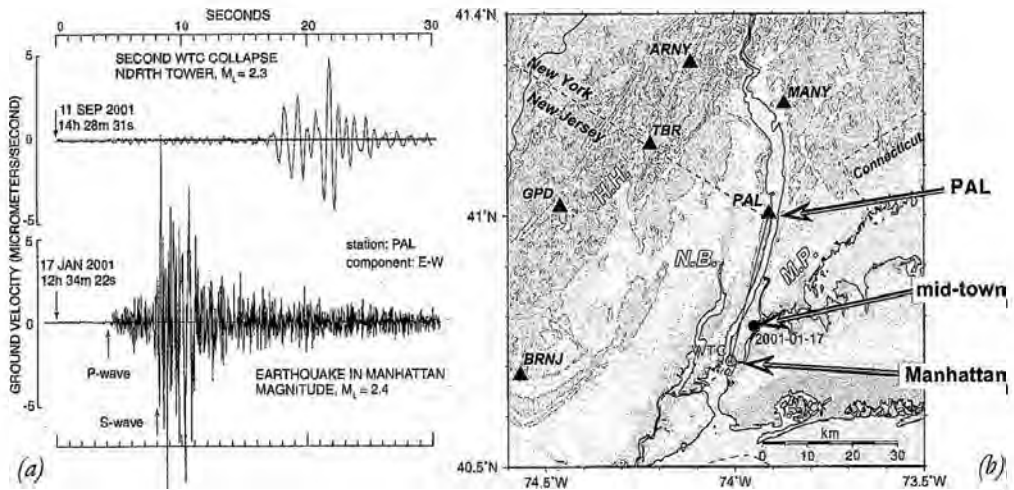 SECONDS
0 10 20 30
SECOND WTC COLLAPSE
NORTH TOWER, ML = 2.3
11 SEP 2001
14h 28m 31s
5
0
5
GROUND VELOCITY (MICROMETERS/SECOND)
station: PAL
component: E-W
17 JAN 2001
12h 34m 22s
5
0
-5
P-wave
S-wave
EARTHQUAKE IN MANHATTAN
MAGNITUDE, ML = 2.4
(a)
41.4°
41°N
40.5°
74.5°W
74°W
73.5°
ARNY
MANY
New York
New Jersey
TBR
Connecticut
GPD
H.H.
PAL
PAL
N.B.
M.P.
mid-town
2001-01-17
WTC
BRNJ
Manhattan
km
0 10 20 30
(b)